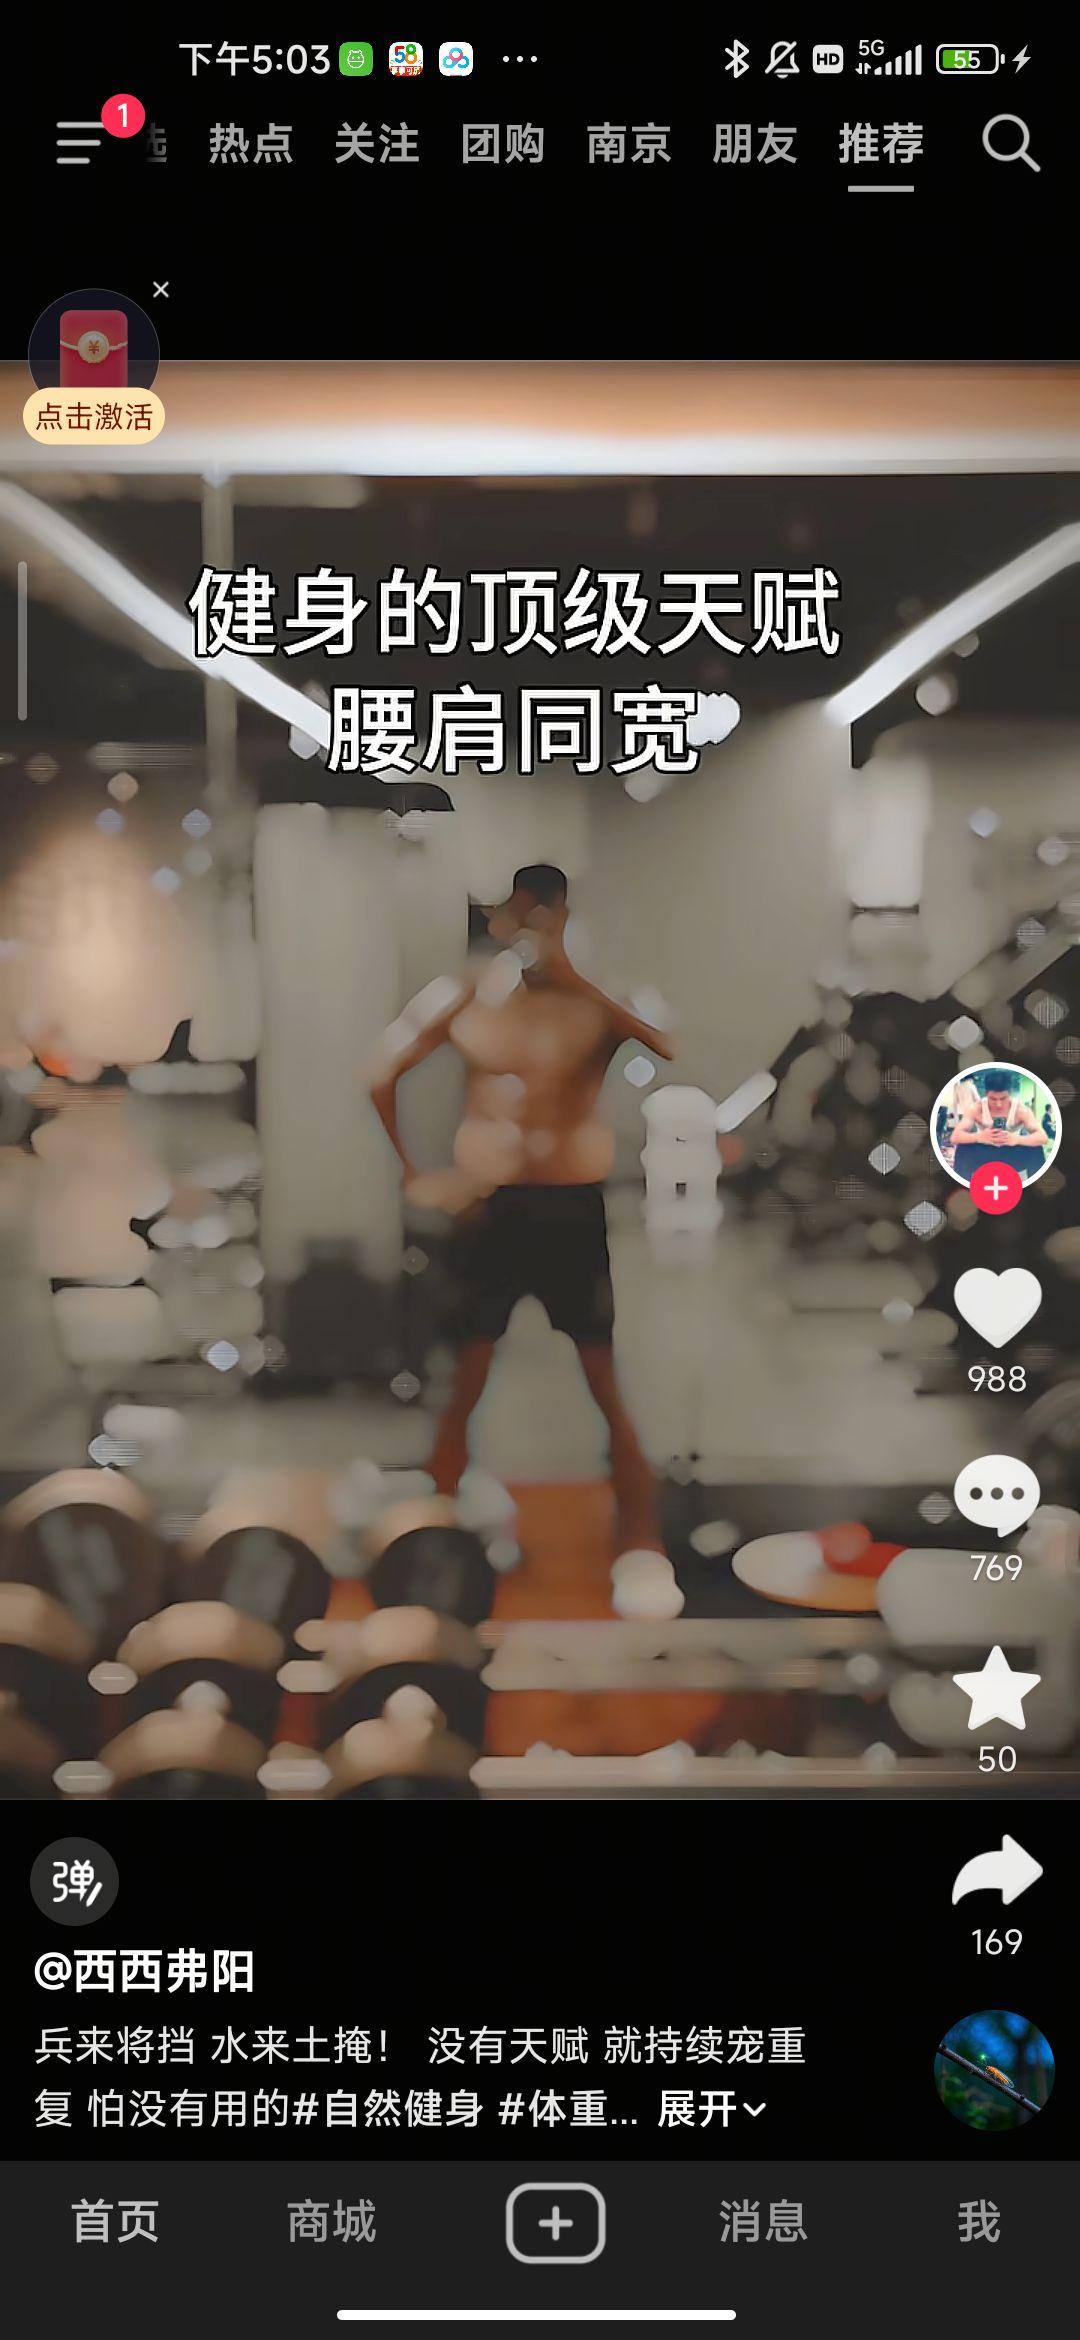 下午5:03
58
HD
5G
55
1
热点 关注 团购 南京 朋友 推荐
点击激活
健身的顶级天赋
腰肩同宽
988
769
50
弹
169
@西西弗阳
兵来将挡 水来土掩! 没有天赋 就持续宠重
复 怕没有用的#自然健身 #体重... 展开
首页 商城 消息 我